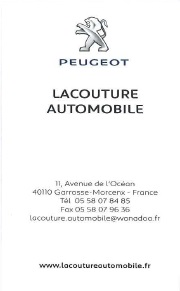 PEUGEOT
LACOUTURE
AUTOMOBILE
11, Avenue de l'Océan
40110 Garrosse-Morcenx - France
Tél 05 58 07 84 85
Fax 05 58 07 96 36
lacouture.automobile@wanadoo.fr
www.lacoutureautomobile.fr